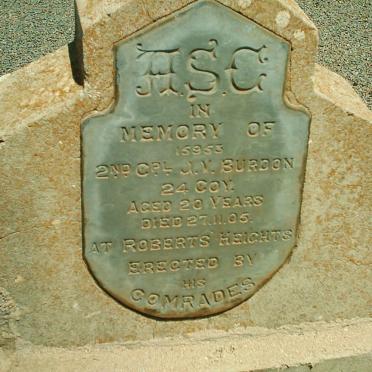 A.S.C
IN
MEMORY OF
15953
2ND CPL J.V. BURDON
24 COY.
AGED 20 YEARS
DIED 27.11.05.
AT ROBERTS' HEIGHTS
ERECTED BY
HIS
COMRADES